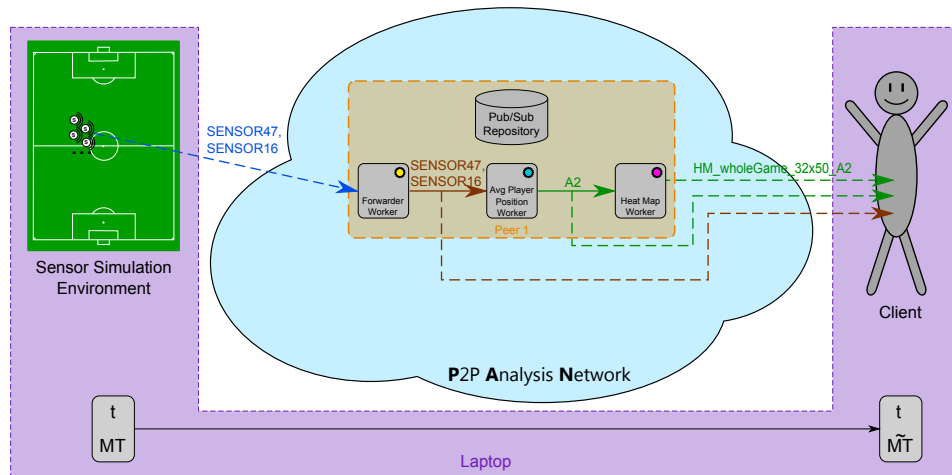 Pub/Sub
Repository
SENSOR47,
SENSOR16
SENSOR47,
SENSOR16
A2
HM_wholeGame_32x50_A2
Forwarder
Worker
Avg Player
Position
Worker
Heat Map
Worker
Peer 1
S
S
S
S
Sensor Simulation
Environment
Client
P2P Analysis Network
t
MT
t
M̃T
Laptop